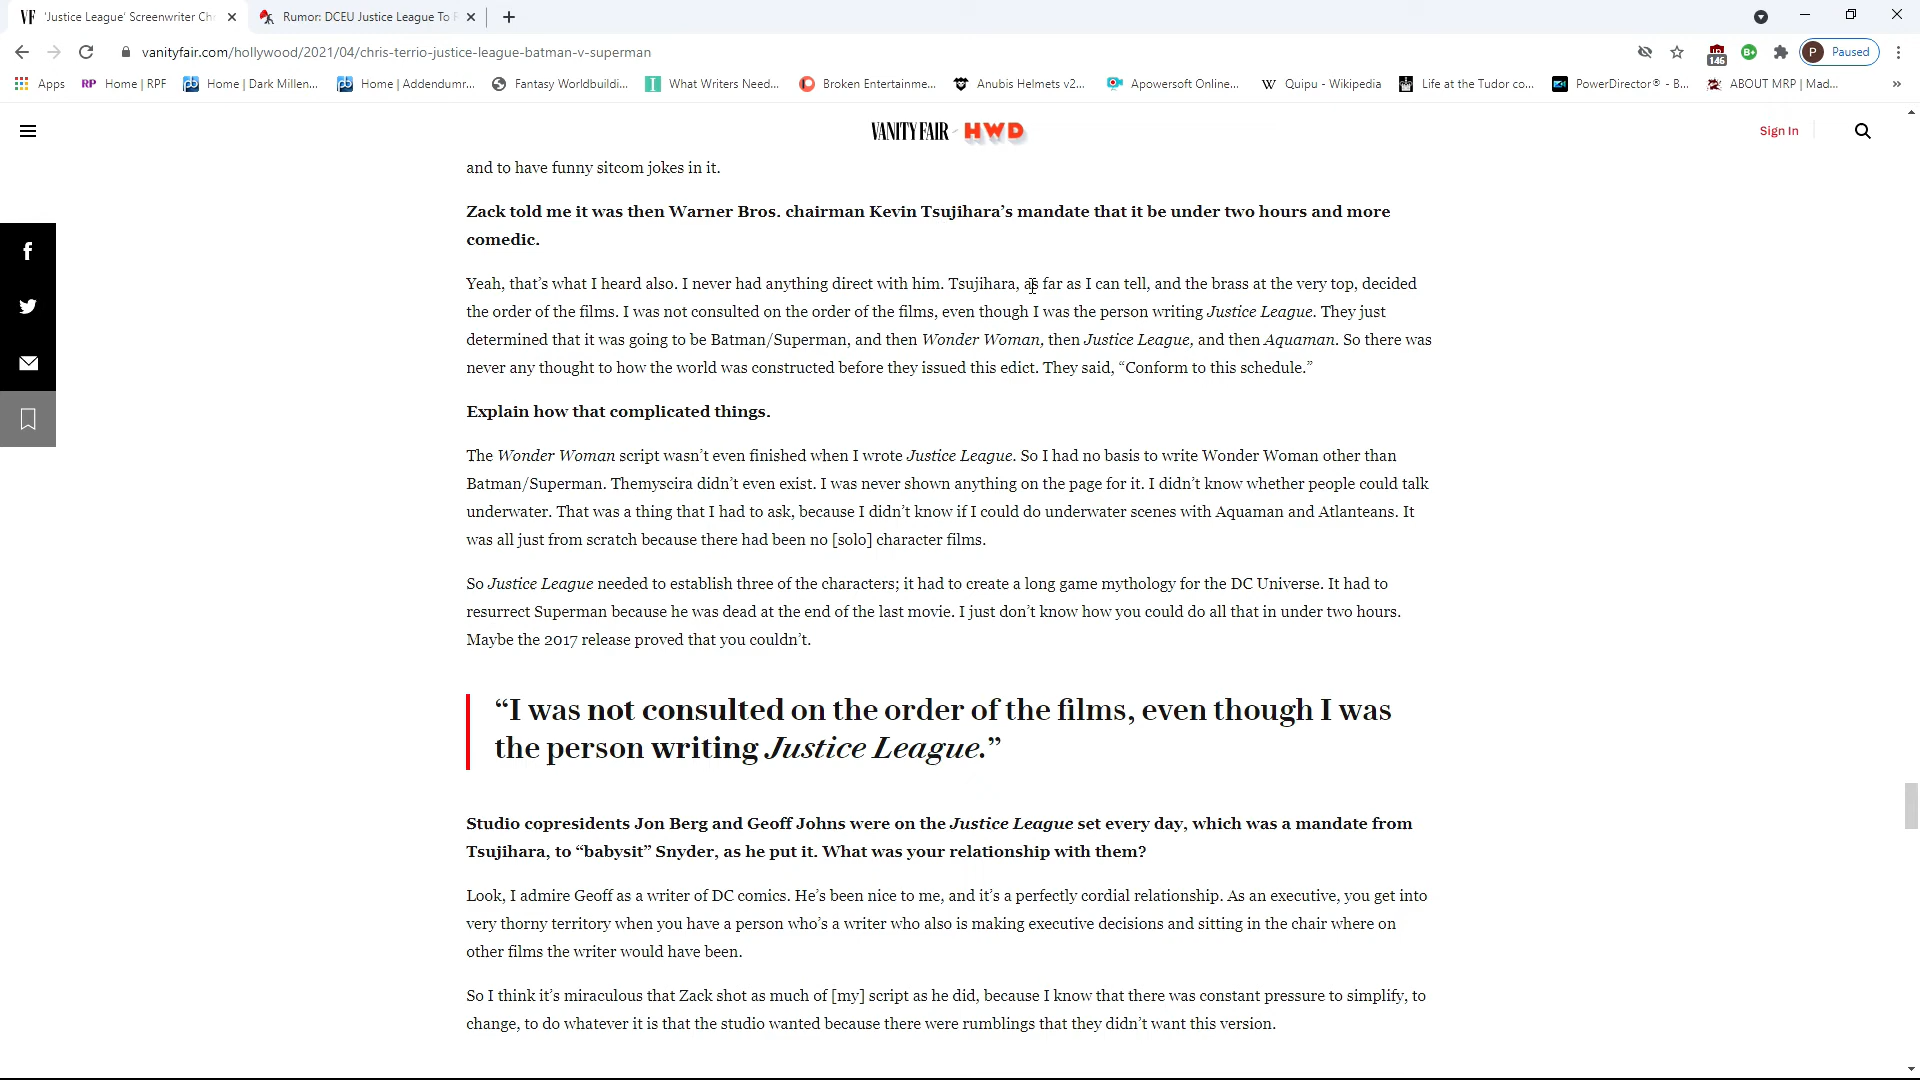 'Justice League' Screenwriter Ch
Rumor: DCEU Justice League To
vanityfair.com/hollywood/2021/04/chris-terrio-justice-league-batman-v-superman
146
B+
P
Paused
Apps
RP Home | RPF
Home | Dark Millen...
Home | Addendumr...
Fantasy Worldbuildi...
What Writers Need...
Broken Entertainme...
Anubis Helmets v2...
Apowersoft Online...
W Quipu - Wikipedia
Life at the Tudor co...
PowerDirector® - B...
ABOUT MRP | Mad...
»
VANITY FAIR - HWD
Sign In
and to have funny sitcom jokes in it.
Zack told me it was then Warner Bros. chairman Kevin Tsujihara’s mandate that it be under two hours and more
comedic.
Yeah, that’s what I heard also. I never had anything direct with him. Tsujihara, as far as I can tell, and the brass at the very top, decided
the order of the films. I was not consulted on the order of the films, even though I was the person writing Justice League. They just
determined that it was going to be Batman/Superman, and then Wonder Woman, then Justice League, and then Aquaman. So there was
never any thought to how the world was constructed before they issued this edict. They said, “Conform to this schedule.”
Explain how that complicated things.
The Wonder Woman script wasn’t even finished when I wrote Justice League. So I had no basis to write Wonder Woman other than
Batman/Superman. Themyscira didn’t even exist. I was never shown anything on the page for it. I didn’t know whether people could talk
underwater. That was a thing that I had to ask, because I didn’t know if I could do underwater scenes with Aquaman and Atlanteans. It
was all just from scratch because there had been no [solo] character films.
So Justice League needed to establish three of the characters; it had to create a long game mythology for the DC Universe. It had to
resurrect Superman because he was dead at the end of the last movie. I just don’t know how you could do all that in under two hours.
Maybe the 2017 release proved that you couldn’t.
“I was not consulted on the order of the films, even though I was
the person writing Justice League.”
Studio copresidents Jon Berg and Geoff Johns were on the Justice League set every day, which was a mandate from
Tsujihara, to “babysit” Snyder, as he put it. What was your relationship with them?
Look, I admire Geoff as a writer of DC comics. He’s been nice to me, and it’s a perfectly cordial relationship. As an executive, you get into
very thorny territory when you have a person who’s a writer who also is making executive decisions and sitting in the chair where on
other films the writer would have been.
So I think it’s miraculous that Zack shot as much of [my] script as he did, because I know that there was constant pressure to simplify, to
change, to do whatever it is that the studio wanted because there were rumblings that they didn’t want this version.